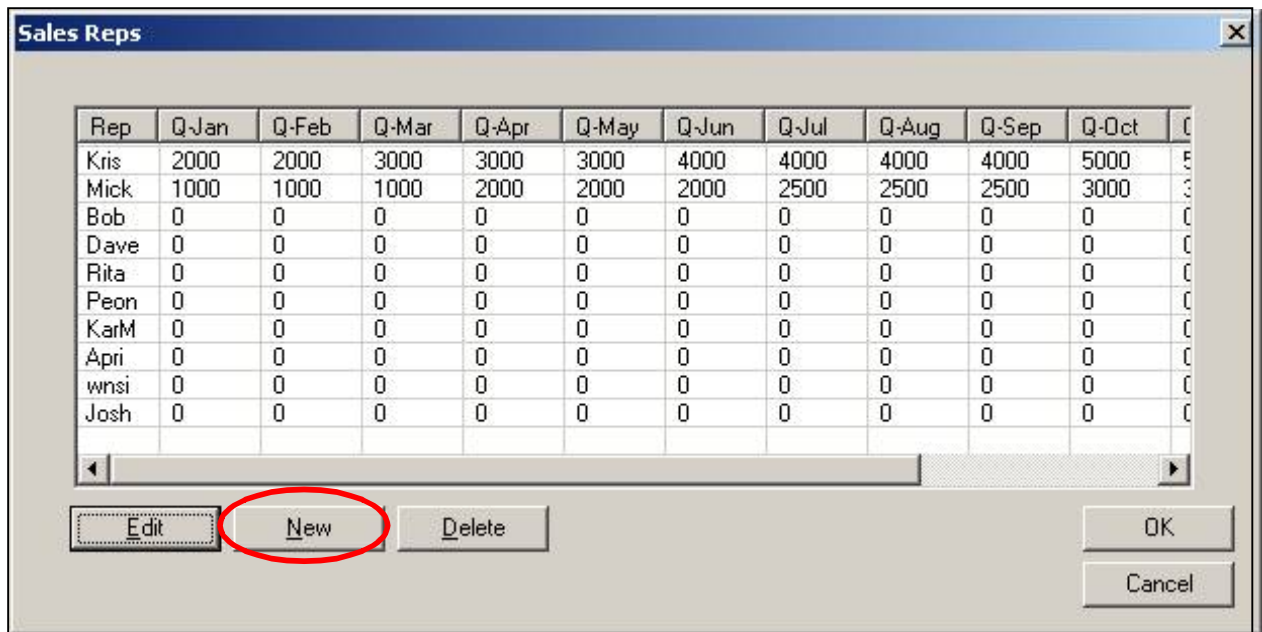 Sales Reps
Rep Q-Jan Q-Feb Q-Mar Q-Apr Q-May Q-Jun Q-Jul Q-Aug Q-Sep Q-Oct
Kris 2000 2000 3000 3000 3000 4000 4000 4000 4000 5000
Mick 1000 1000 1000 2000 2000 2000 2500 2500 2500 3000
Bob 0 0 0 0 0 0 0 0 0 0
Dave 0 0 0 0 0 0 0 0 0 0
Rita 0 0 0 0 0 0 0 0 0 0
Peon 0 0 0 0 0 0 0 0 0 0
KarM 0 0 0 0 0 0 0 0 0 0
Apri 0 0 0 0 0 0 0 0 0 0
wnsi 0 0 0 0 0 0 0 0 0 0
Josh 0 0 0 0 0 0 0 0 0 0
Edit New Delete OK
Cancel